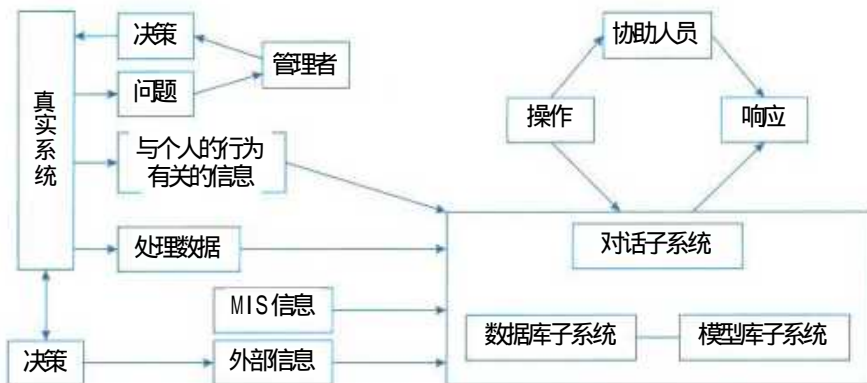 决策
协助人员
管理者
问题
操作
响应
真实系统
与个人的行为
有关的信息
处理数据
对话子系统
MIS信息
数据库子系统
模型库子系统
决策
外部信息